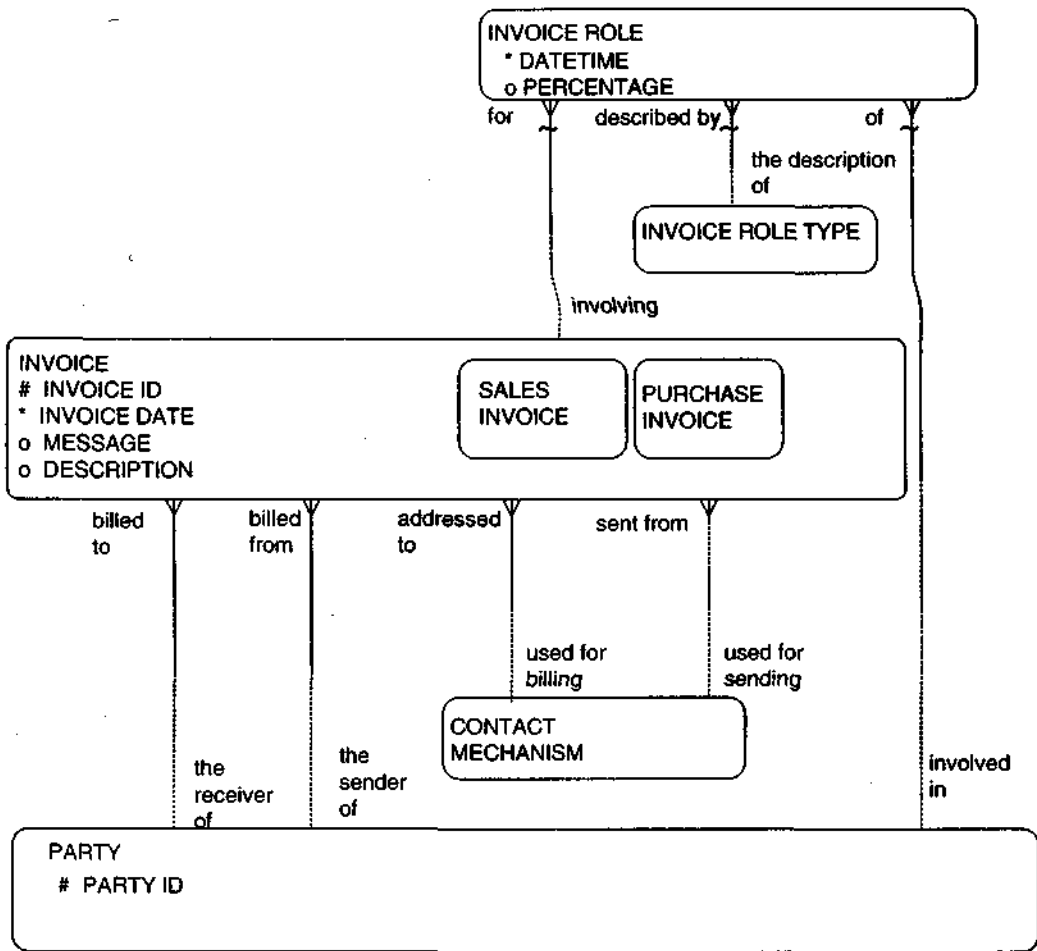 INVOICE ROLE
* DATETIME
o PERCENTAGE
for
described by
of
the description
of
INVOICE ROLE TYPE
involving
INVOICE
# INVOICE ID
* INVOICE DATE
o MESSAGE
o DESCRIPTION
SALES
INVOICE
PURCHASE
INVOICE
billed
to
billed
from
addressed
to
sent from
used for
billing
used for
sending
CONTACT
MECHANISM
the
receiver
of
the
sender
of
involved
in
PARTY
# PARTY ID